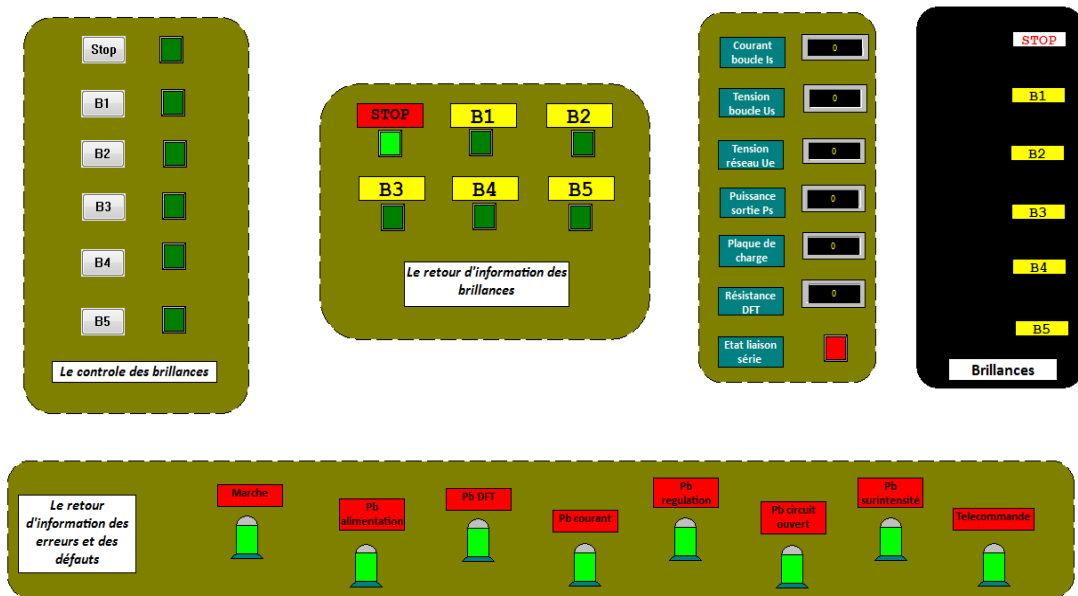 Stop
B1
B2
B3
B4
B5
Le controle des brillances
STOP
B1
B2
B3
B4
B5
Le retour d'information des
brillances
Courant
boucle Is
0
Tension
boucle Us
0
Tension
réseau Ue
0
Puissance
sortie Ps
0
Plaque de
charge
0
Résistance
DFT
0
Etat liaison
série
STOP
B1
B2
B3
B4
B5
Brillances
Le retour
d'information des
erreurs et des
défauts
Marche
Pb
alimentation
Pb DFT
Pb courant
Pb
regulation
Pb circuit
ouvert
Pb
surintensité
Telecommande